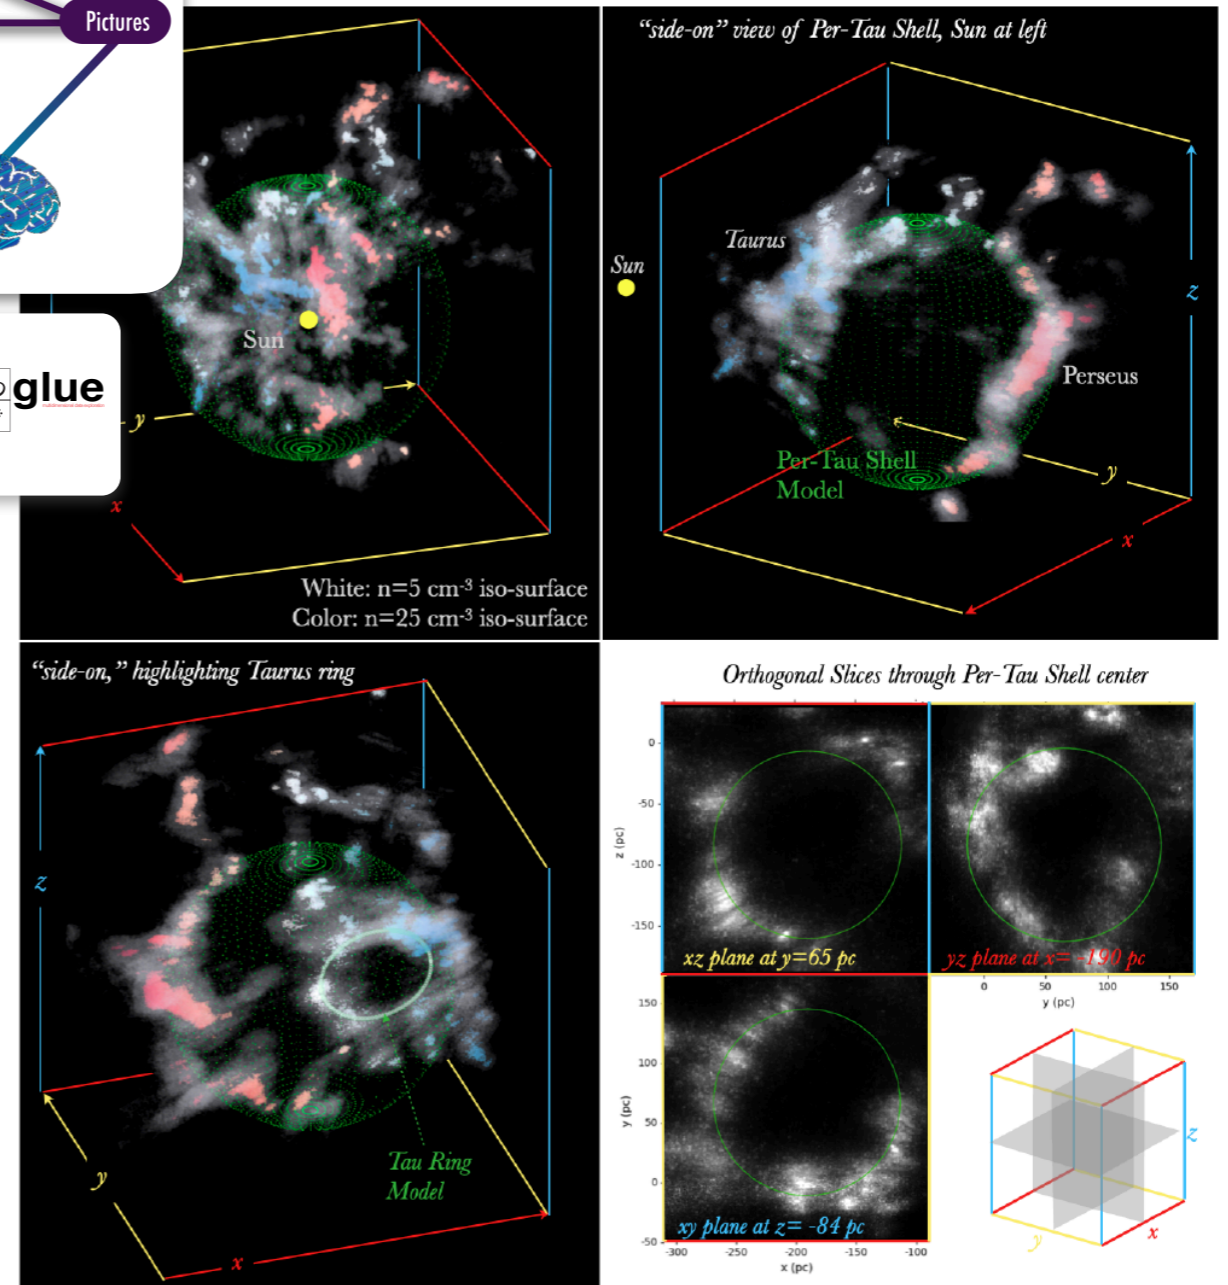 Pictures
glue
Sun
y
x
White: n=5 cm-3 iso-surface
Color: n=25 cm-3 iso-surface
“side-on” view of Per-Tau Shell, Sun at left
Taurus
Sun
z
Perseus
Per-Tau Shell
Model
y
x
“side-on,” highlighting Taurus ring
z
Tau Ring
Model
y
x
Orthogonal Slices through Per-Tau Shell center
0
-50
-100
-150
z (pc)
xz plane at y=65 pc
yz plane at x= -190 pc
0 50 100 150
y (pc)
150
100
50
0
-50
y (pc)
xy plane at z= -84 pc
-300 -250 -200 -150 -100
x (pc)
z
y
x